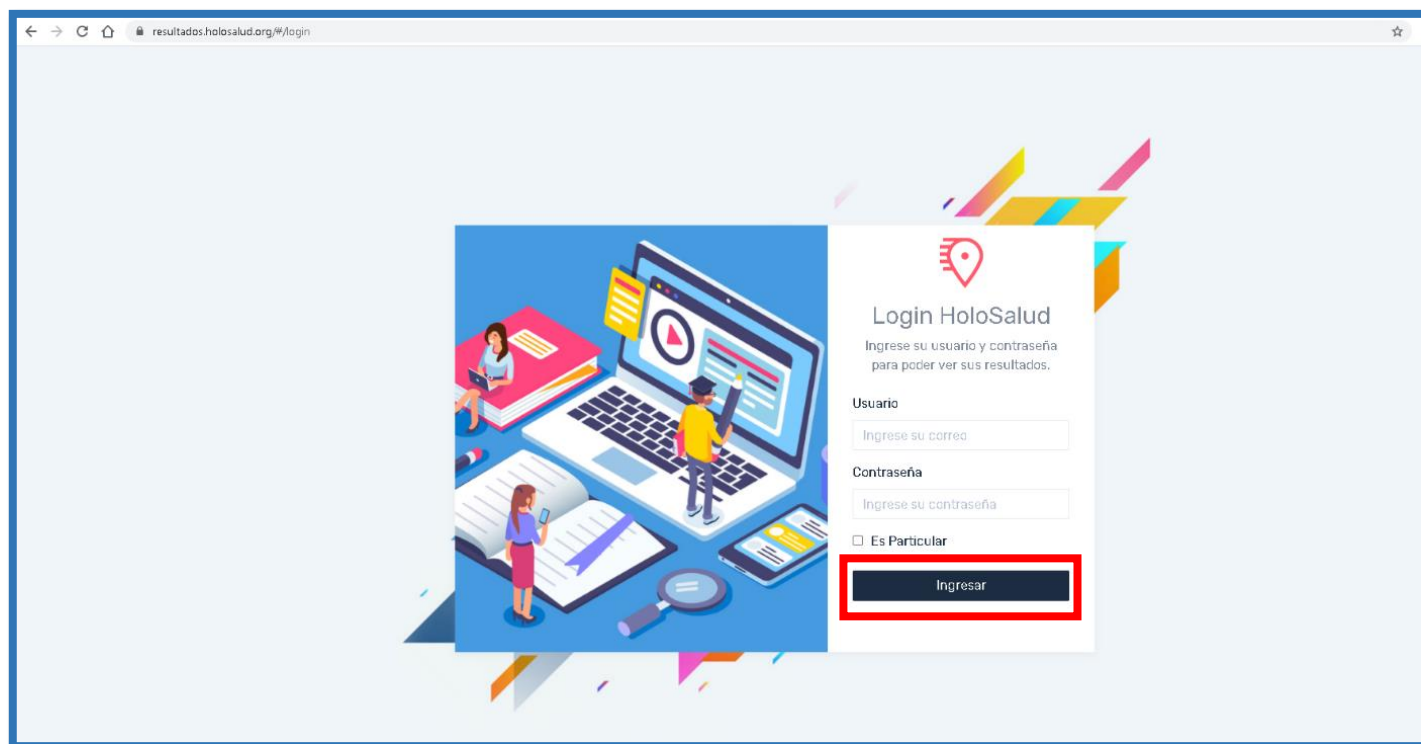 resultados.holosalud.org/#/login
Login HoloSalud
Ingrese su usuario y contraseña
para poder ver sus resultados.
Usuario
Ingrese su correo
Contraseña
Ingrese su contraseña
Es Particular
Ingresar